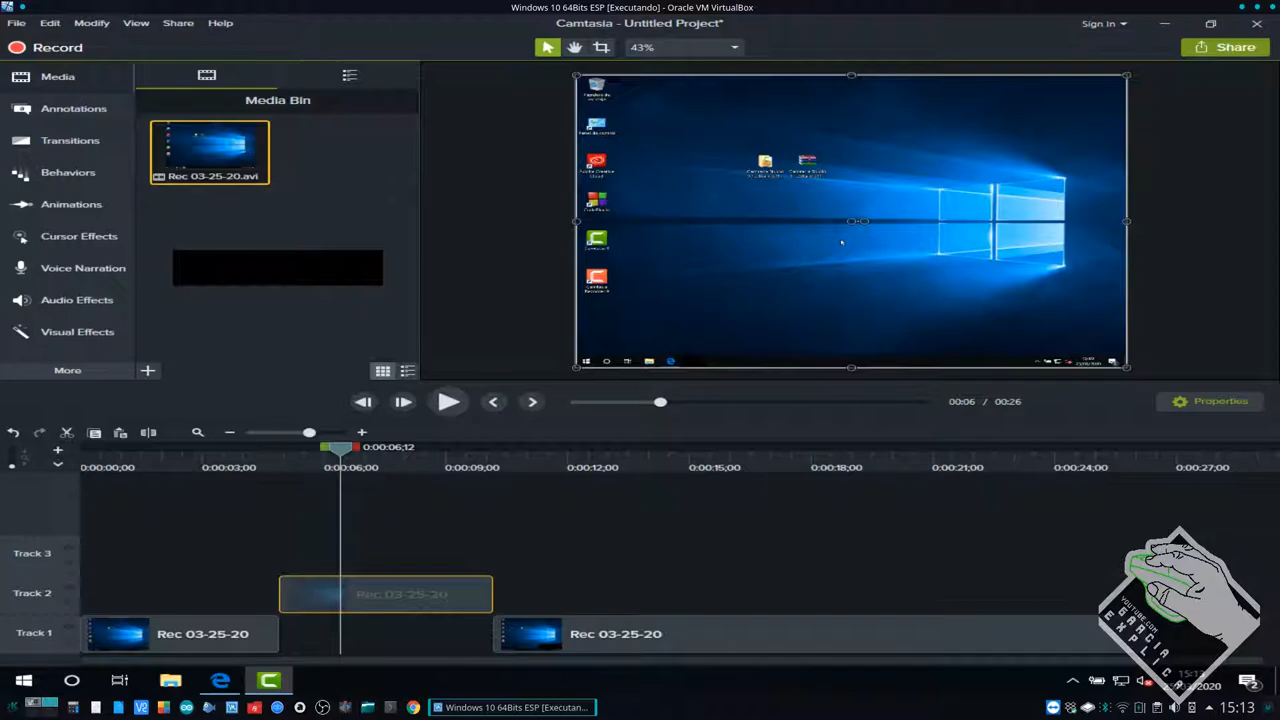 Windows 10 64Bits ESP [Executando] - Oracle VM VirtualBox
File Edit Modify View Share Help
Camtasia - Untitled Project*
Sign In
Record
43%
Share
Media
Annotations
Transitions
Behaviors
Animations
Cursor Effects
Voice Narration
Audio Effects
Visual Effects
More
Media Bin
Rec 03-25-20.avi
00:06 / 00:26
Properties
0:00:06;12
0:00:00;00 0:00:03;00 0:00:06;00 0:00:09;00 0:00:12;00 0:00:15;00 0:00:18;00 0:00:21;00 0:00:24;00 0:00:27;00
Track 3
Track 2
Rec 03-25-20
Track 1
Rec 03-25-20
Rec 03-25-20
YOUTUBE.COM
GARCIA
EXPLICA
Windows 10 64Bits ESP [Executan...
15:13